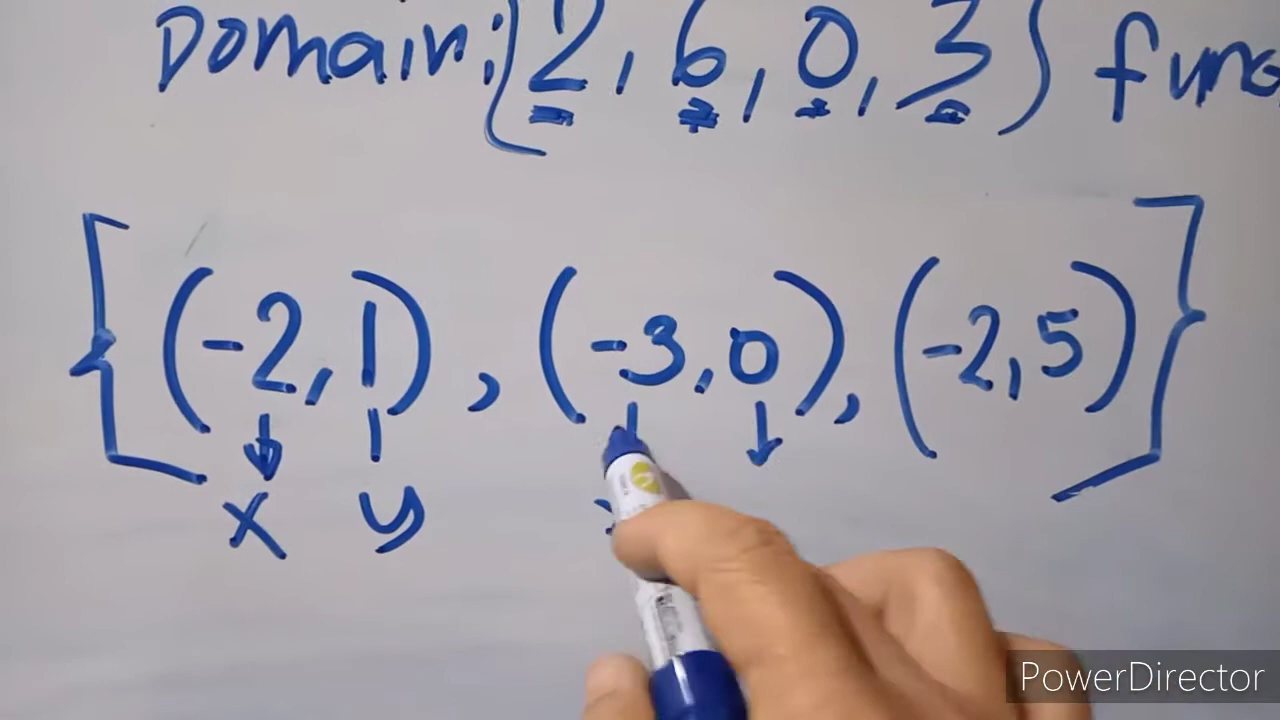 Domain: {2, 6, 0, 3} func
{(-2, 1), (-3, 0), (-2, 5)}
x y
PowerDirector